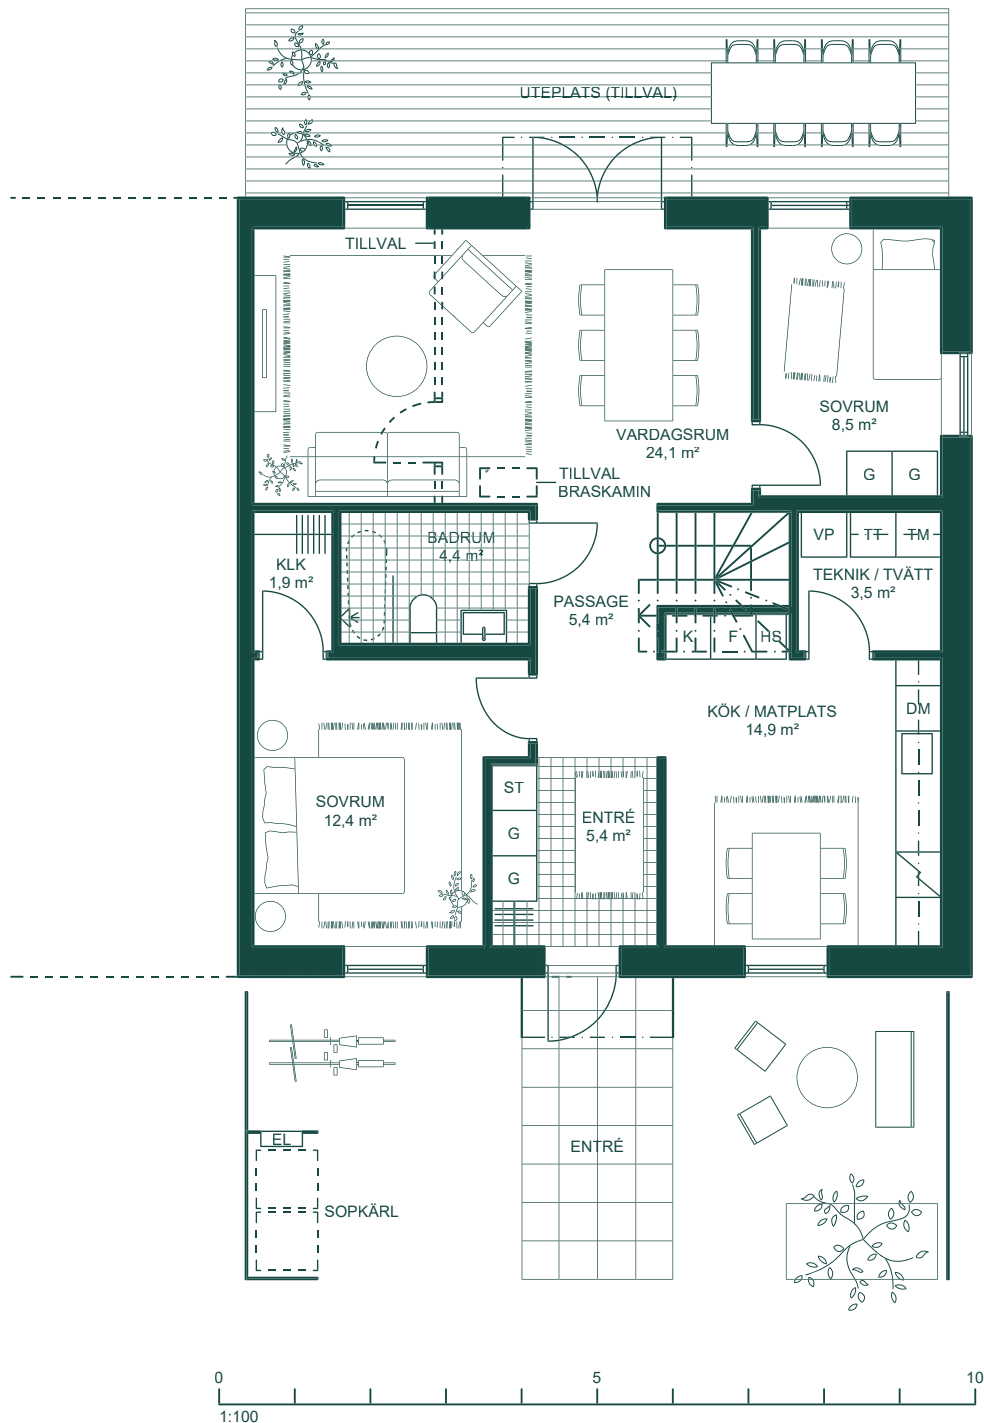 UTEPLATS (TILLVAL)
TILLVAL
SOVRUM
8,5 m²
VARDAGSRUM
24,1 m²
TILLVAL
BRASKAMIN
G
G
BADRUM
4,4 m²
VP
TT
TM
KLK
1,9 m²
TEKNIK / TVÄTT
3,5 m²
PASSAGE
5,4 m²
K
F
HS
KÖK / MATPLATS
14,9 m²
DM
SOVRUM
12,4 m²
ST
G
G
ENTRÉ
5,4 m²
EL
ENTRÉ
SOPKÄRL
0
5
10
1:100